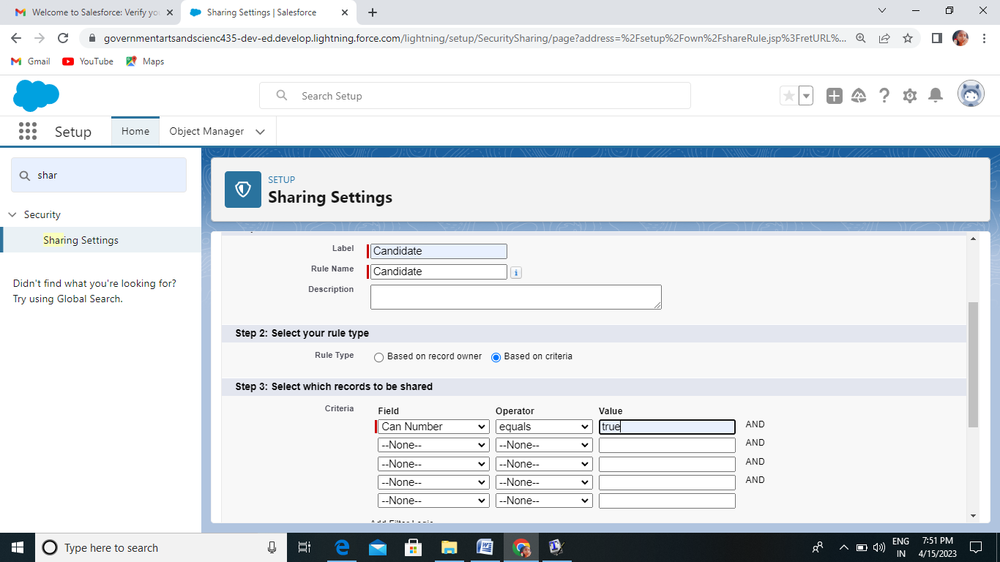 Welcome to Salesforce: Verify yo
Sharing Settings | Salesforce
governmentartsandscienc435-dev-ed.develop.lightning.force.com/lightning/setup/SecuritySharing/page?address=%2Fsetup%2Fown%2FshareRule.jsp%3FretURL%...
Gmail
YouTube
Maps
Search Setup
Setup
Home
Object Manager
shar
Security
Sharing Settings
Didn't find what you're looking for?
Try using Global Search.
SETUP
Sharing Settings
Label
Candidate
Rule Name
Candidate
Description
Step 2: Select your rule type
Rule Type
Based on record owner
Based on criteria
Step 3: Select which records to be shared
Criteria
Field Operator Value
Can Number equals true AND
--None-- --None-- AND
--None-- --None-- AND
--None-- --None-- AND
--None-- --None--
Add Filter Logic
Type here to search
ENG
IN
7:51 PM
4/15/2023